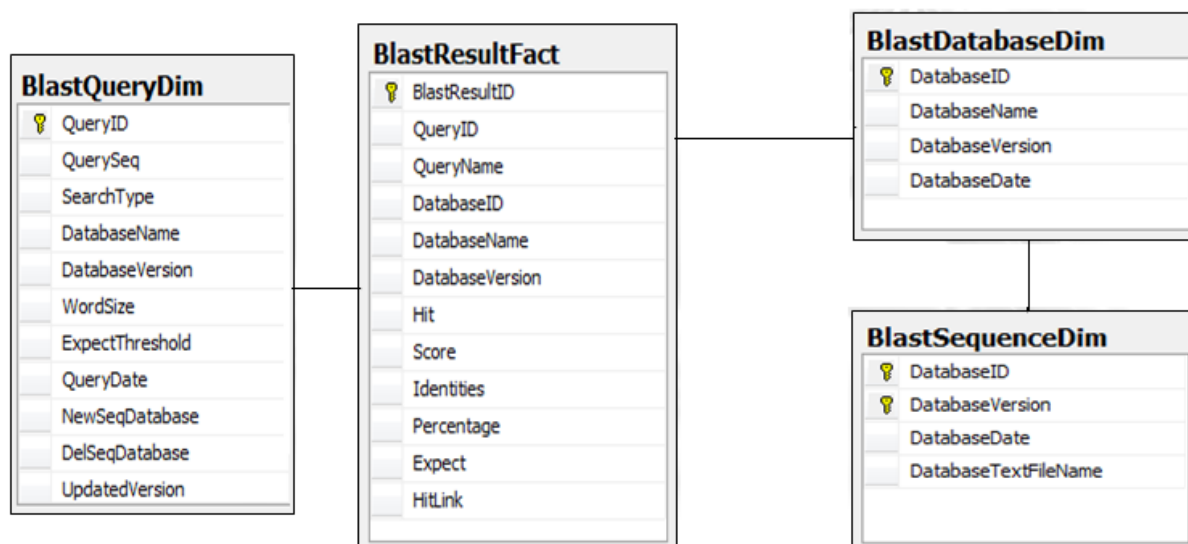 BlastQueryDim
QueryID
QuerySeq
SearchType
DatabaseName
DatabaseVersion
WordSize
ExpectThreshold
QueryDate
NewSeqDatabase
DelSeqDatabase
UpdatedVersion
BlastResultFact
BlastResultID
QueryID
QueryName
DatabaseID
DatabaseName
DatabaseVersion
Hit
Score
Identities
Percentage
Expect
HitLink
BlastDatabaseDim
DatabaseID
DatabaseName
DatabaseVersion
DatabaseDate
BlastSequenceDim
DatabaseID
DatabaseVersion
DatabaseDate
DatabaseTextFileName